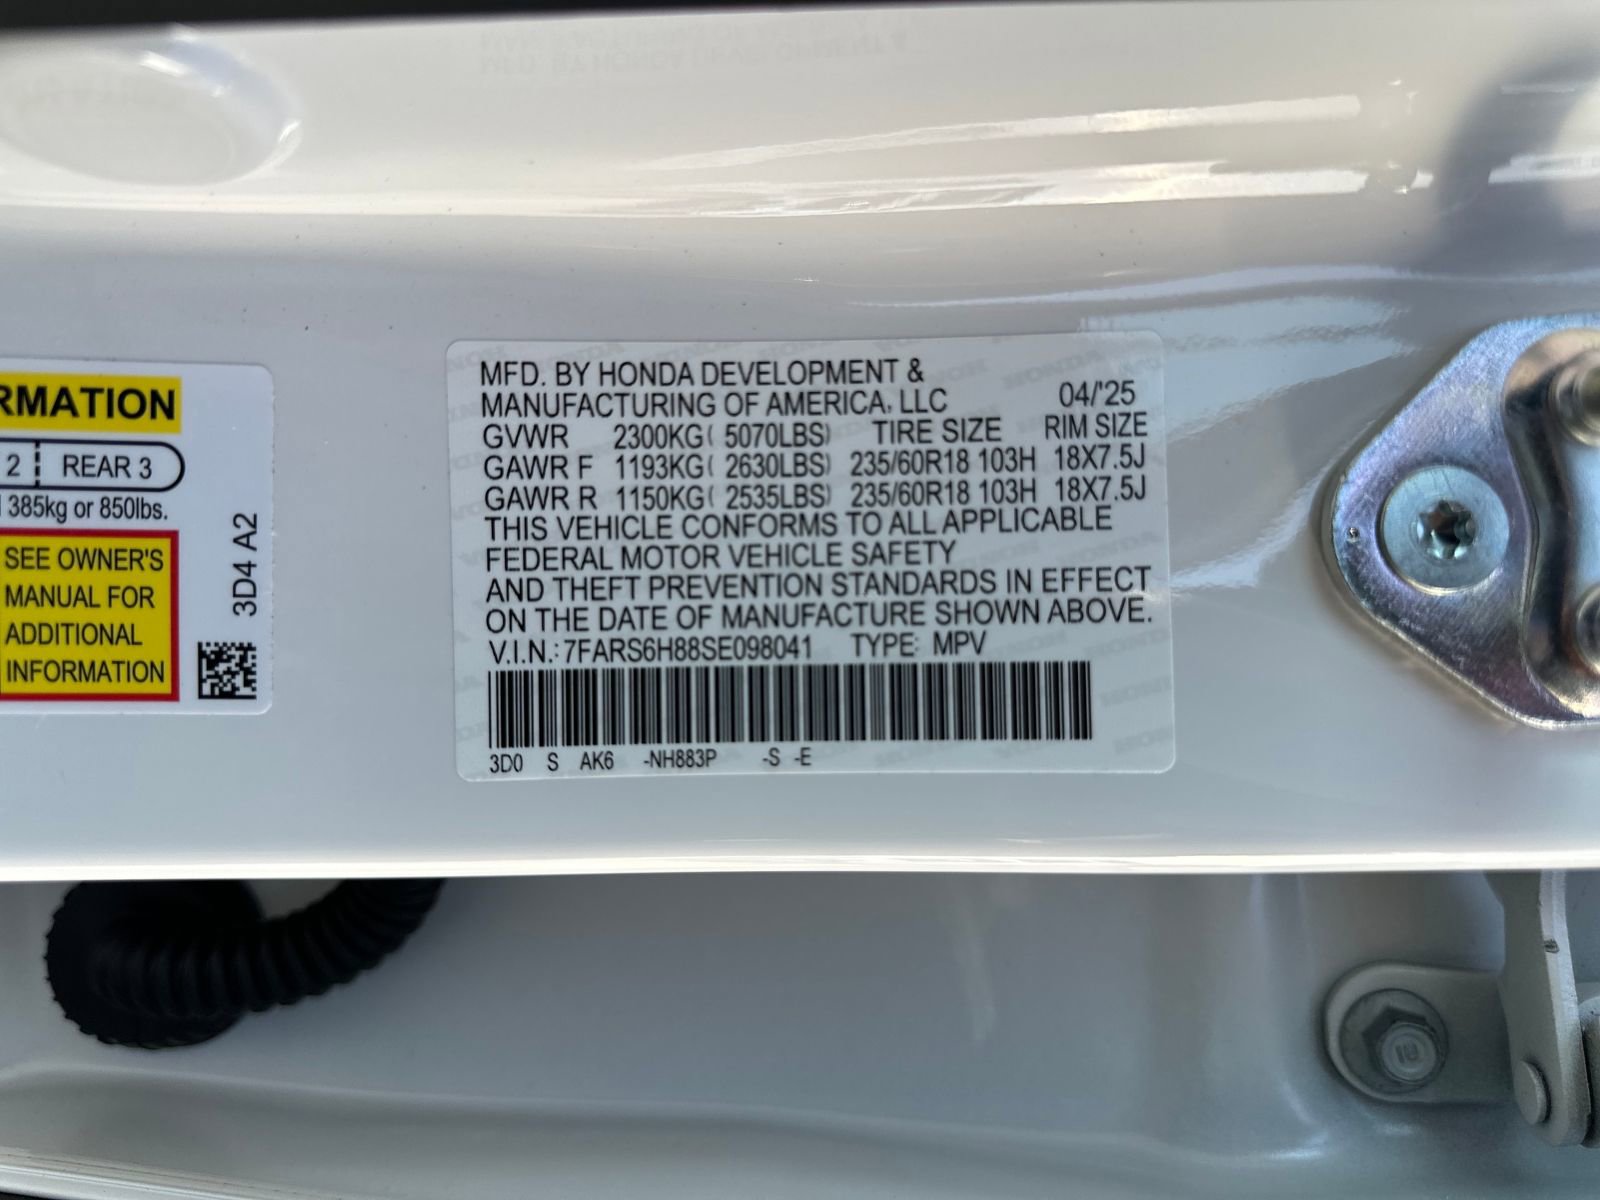 RMATION
2 REAR 3
385kg or 850lbs.
SEE OWNER'S
MANUAL FOR
ADDITIONAL
INFORMATION
3D4 A2
MFD. BY HONDA DEVELOPMENT &
MANUFACTURING OF AMERICA, LLC 04/'25
GVWR 2300KG( 5070LBS) TIRE SIZE RIM SIZE
GAWR F 1193KG( 2630LBS) 235/60R18 103H 18X7.5J
GAWR R 1150KG( 2535LBS) 235/60R18 103H 18X7.5J
THIS VEHICLE CONFORMS TO ALL APPLICABLE
FEDERAL MOTOR VEHICLE SAFETY
AND THEFT PREVENTION STANDARDS IN EFFECT
ON THE DATE OF MANUFACTURE SHOWN ABOVE.
V.I.N.: 7FARS6H88SE098041 TYPE: MPV
3D0 S AK6 -NH883P -S -E